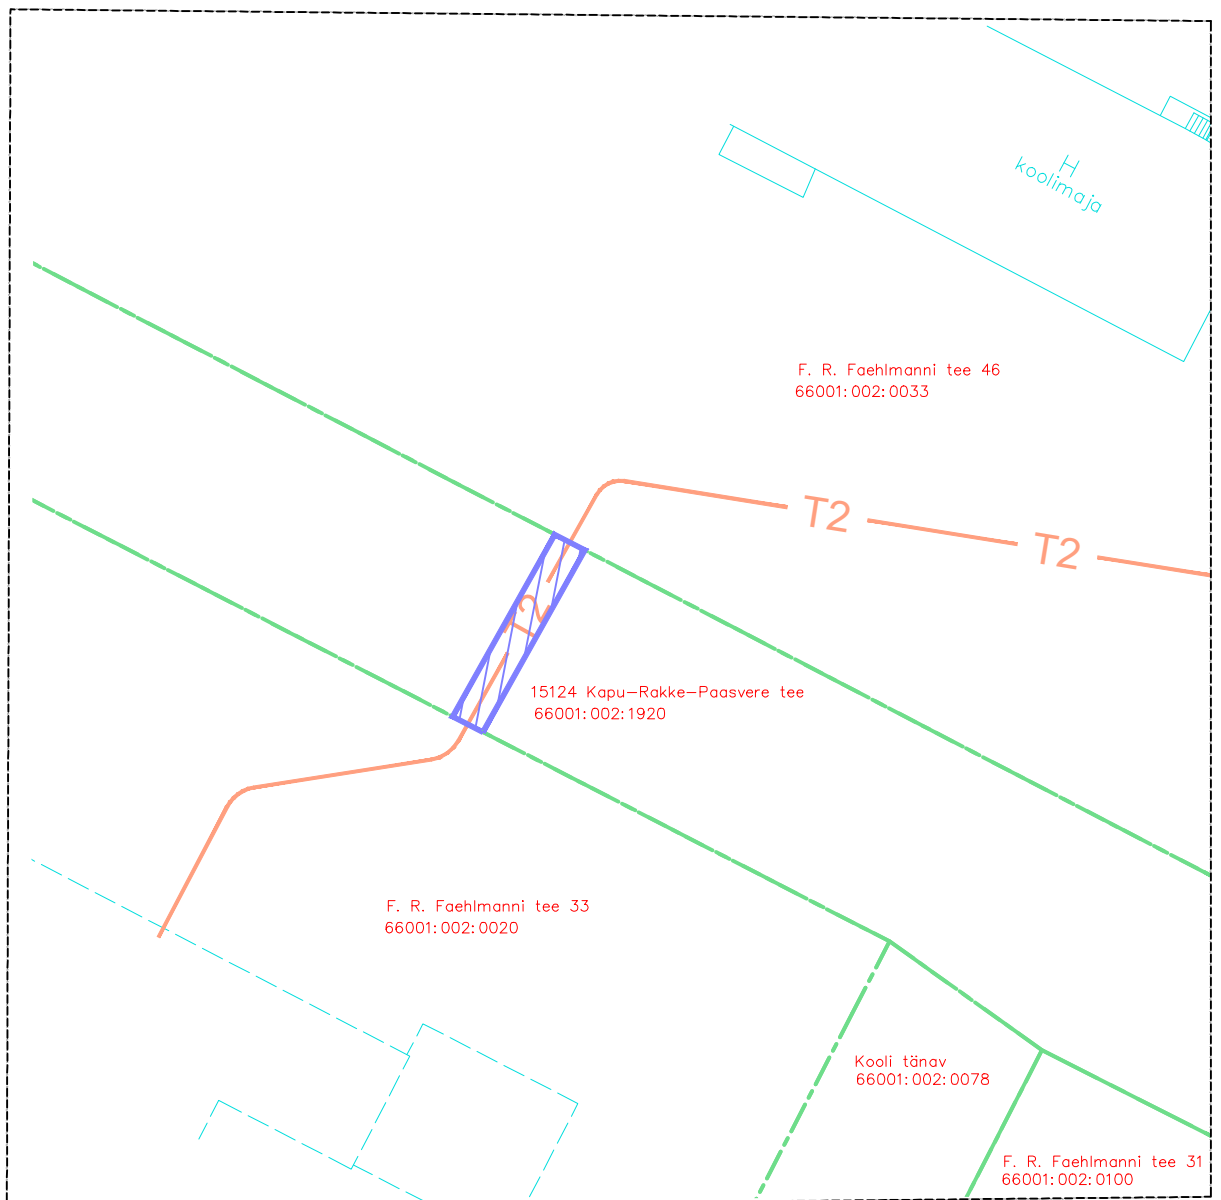 H
koolimaja
F. R. Faehlmanni tee 46
66001:002:0033
T2
T2
T2
15124 Kapu-Rakke-Paasvere tee
66001:002:1920
F. R. Faehlmanni tee 33
66001:002:0020
Kooli tänav
66001:002:0078
F. R. Faehlmanni tee 31
66001:002:0100